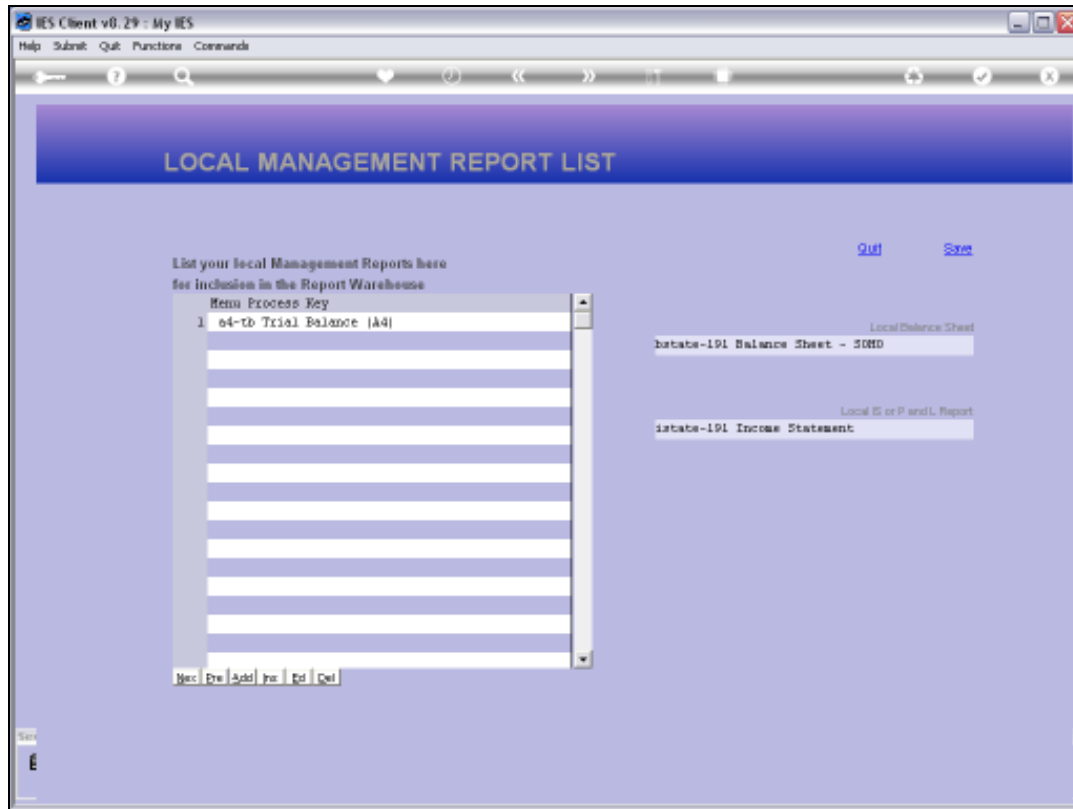 IES Client v8.29 : My IES
Help Submit Quit Functions Commands
LOCAL MANAGEMENT REPORT LIST
Quit Save
List your local Management Reports here
for inclusion in the Report Warehouse
Menu Process Key
1 a4-tb Trial Balance (A4)
Local Balance Sheet
bstate-191 Balance Sheet - SOHO
Local IS or P and L Report
istate-191 Income Statement
Nex Pre Add Ins Ed Del